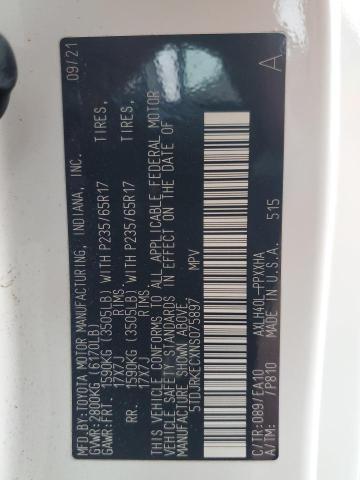 MFD. BY:TOYOTA MOTOR MANUFACTURING, INDIANA, INC. 09/21
GVWR:2800KG (6170LB)
GAWR:FRT. 1590KG (3505LB) WITH P235/65R17 TIRES,
17X7J RIMS.
RR. 1590KG (3505LB) WITH P235/65R17 TIRES,
17X7J RIMS.
THIS VEHICLE CONFORMS TO ALL APPLICABLE FEDERAL MOTOR
VEHICLE SAFETY STANDARDS IN EFFECT ON THE DATE OF
MANUFACTURE SHOWN ABOVE.
5TDJRKECXNS075897 MPV
C/TR:089/EA10 AXLH40L-PPXXHA
A/TM: /P810 MADE IN U.S.A. 515 A